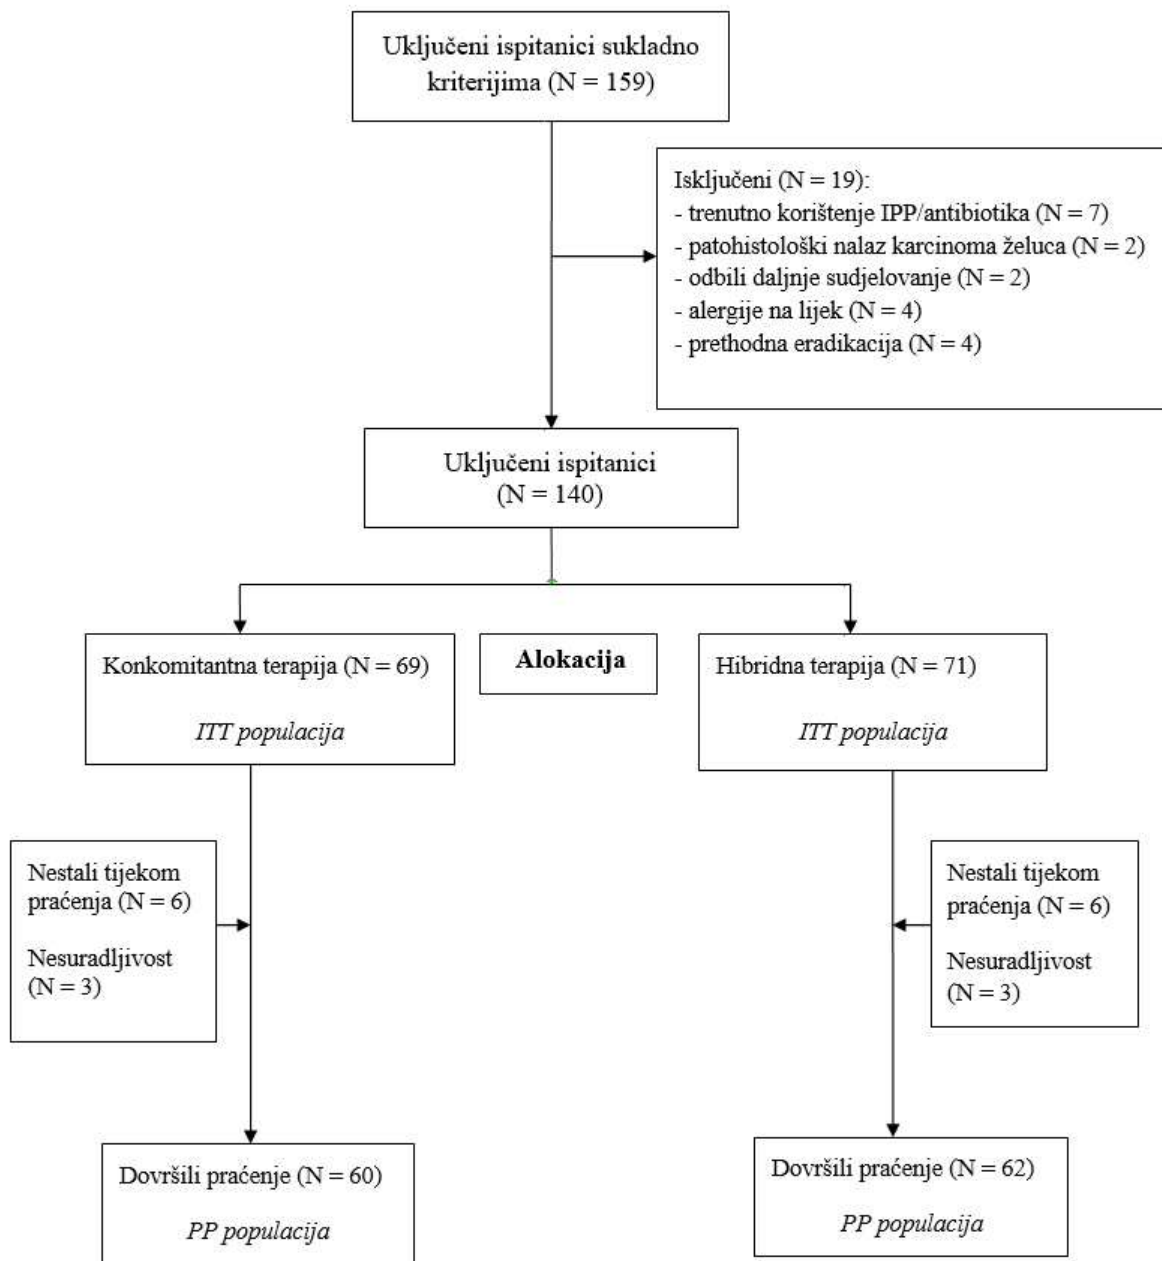 Uključeni ispitanici sukladno
kriterijima (N = 159)
Isključeni (N = 19):
- trenutno korištenje IPP/antibiotika (N = 7)
- patohistološki nalaz karcinoma želuca (N = 2)
- odbili daljnje sudjelovanje (N = 2)
- alergije na lijek (N = 4)
- prethodna eradikacija (N = 4)
Uključeni ispitanici
(N = 140)
Konkomitantna terapija (N = 69)
ITT populacija
Alokacija
Hibridna terapija (N = 71)
ITT populacija
Nestali tijekom
praćenja (N = 6)
Nesuradljivost
(N = 3)
Nestali tijekom
praćenja (N = 6)
Nesuradljivost
(N = 3)
Dovršili praćenje (N = 60)
PP populacija
Dovršili praćenje (N = 62)
PP populacija